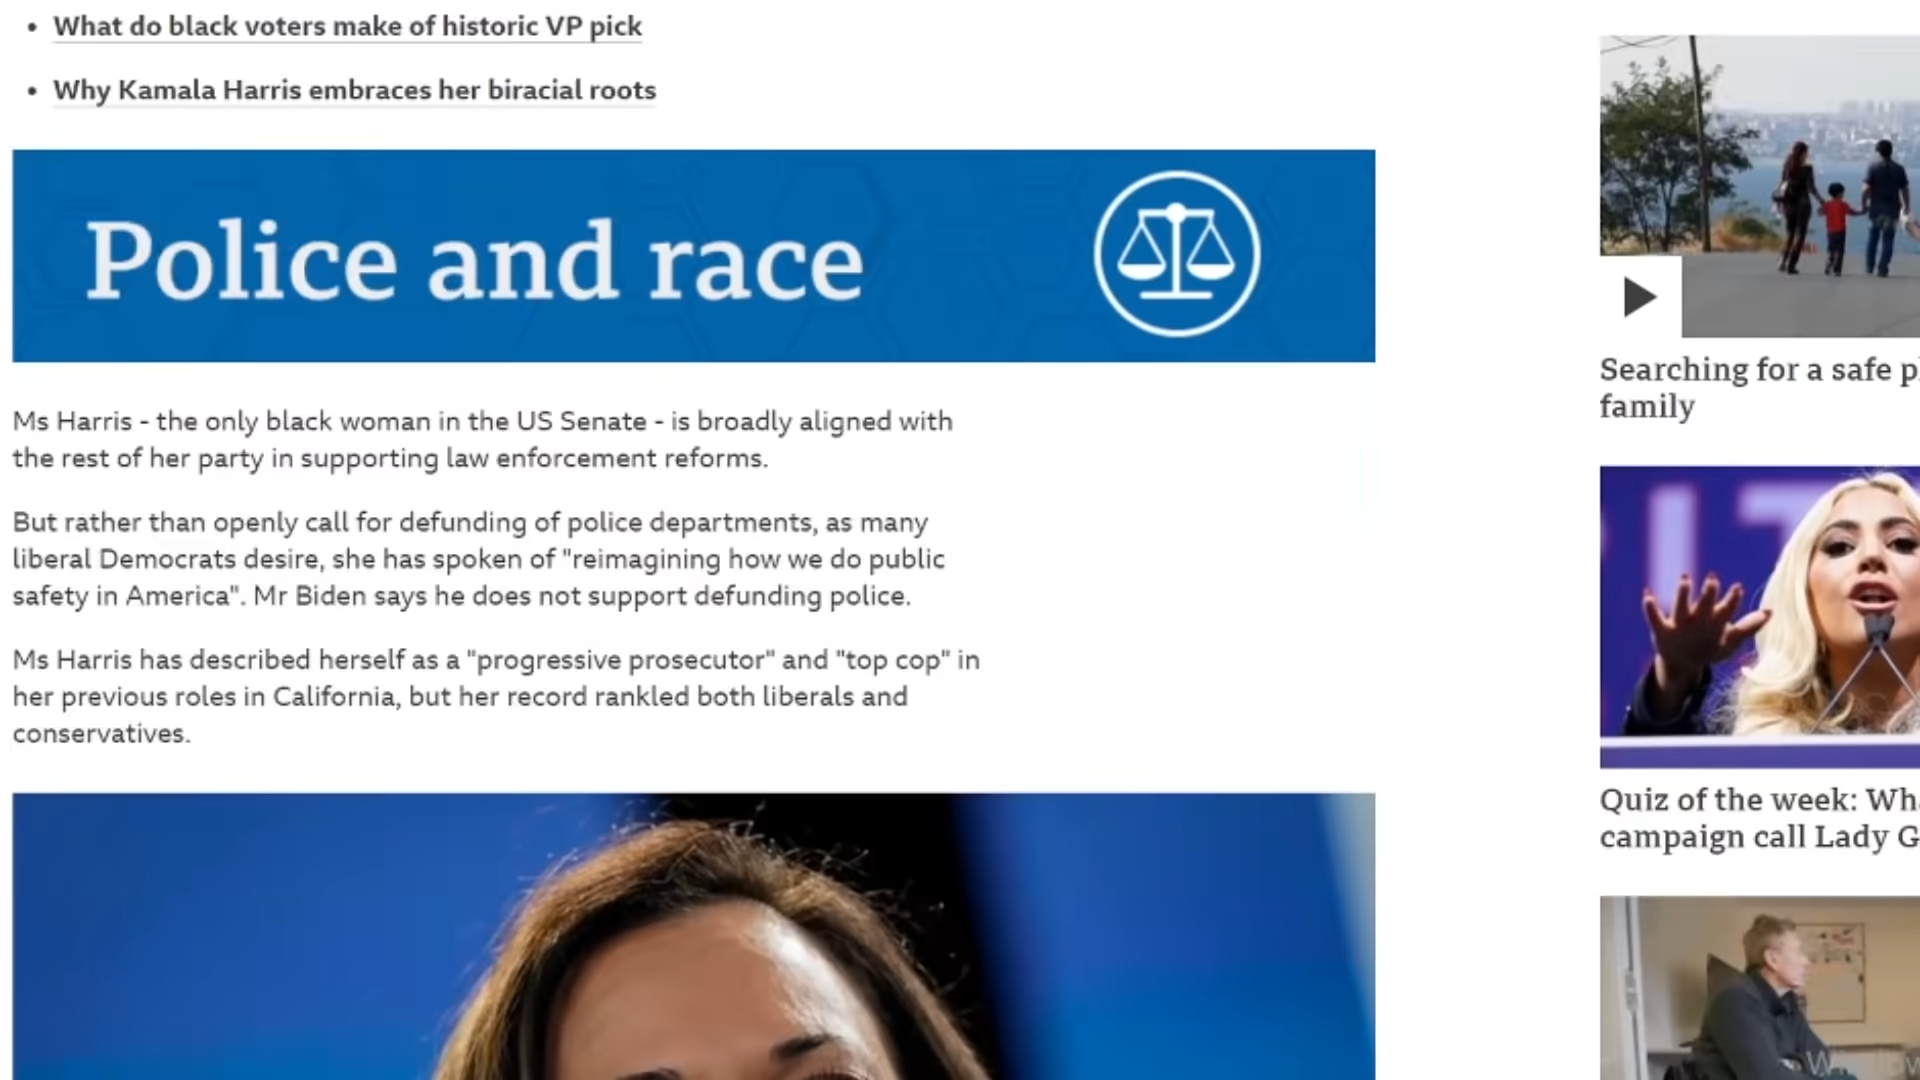 What do black voters make of historic VP pick
Why Kamala Harris embraces her biracial roots
Police and race
Ms Harris - the only black woman in the US Senate - is broadly aligned with
the rest of her party in supporting law enforcement reforms.
But rather than openly call for defunding of police departments, as many
liberal Democrats desire, she has spoken of "reimagining how we do public
safety in America". Mr Biden says he does not support defunding police.
Ms Harris has described herself as a "progressive prosecutor" and "top cop" in
her previous roles in California, but her record rankled both liberals and
conservatives.
Searching for a safe
family
Quiz of the week:
campaign call Lady